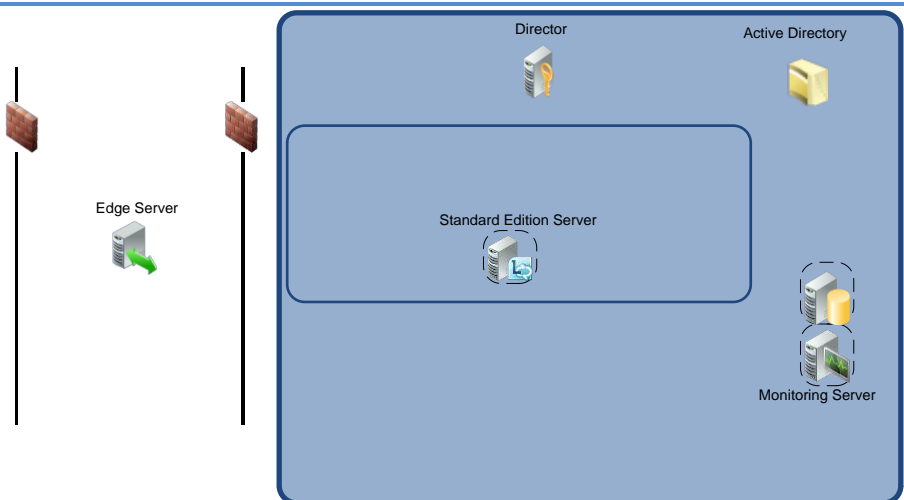 Director
Active Directory
Edge Server
Standard Edition Server
Monitoring Server